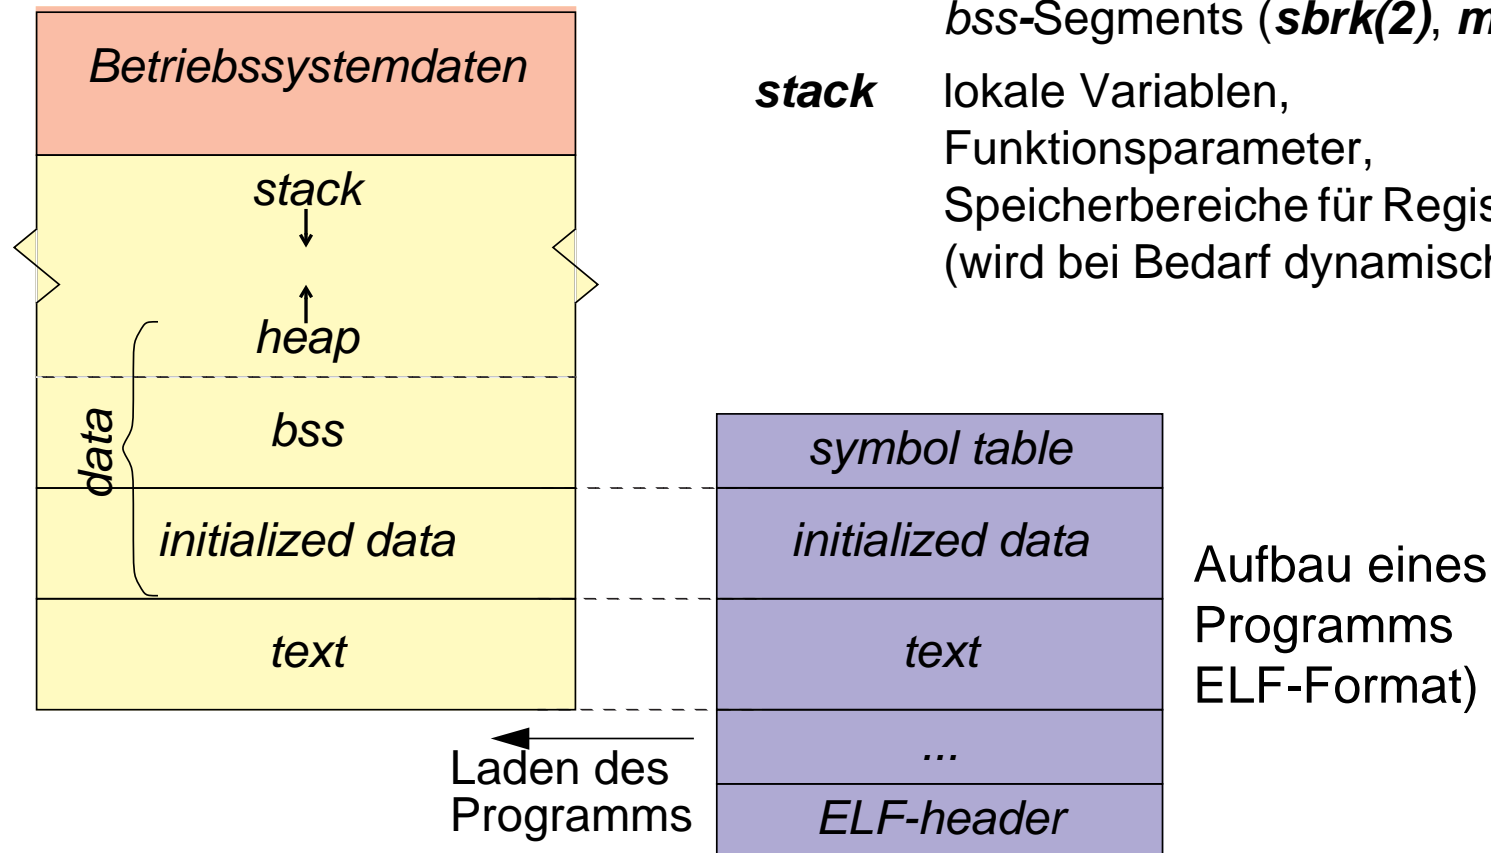 Betriebssystemdaten
stack
heap
data
bss
initialized data
text
bss-Segments (sbrk(2),
stack lokale Variablen,
Funktionsparameter,
Speicherbereiche für
(wird bei Bedarf
symbol table
initialized data
text
...
ELF-header
Aufbau eines
Programms
ELF-Format)
Laden des
Programms